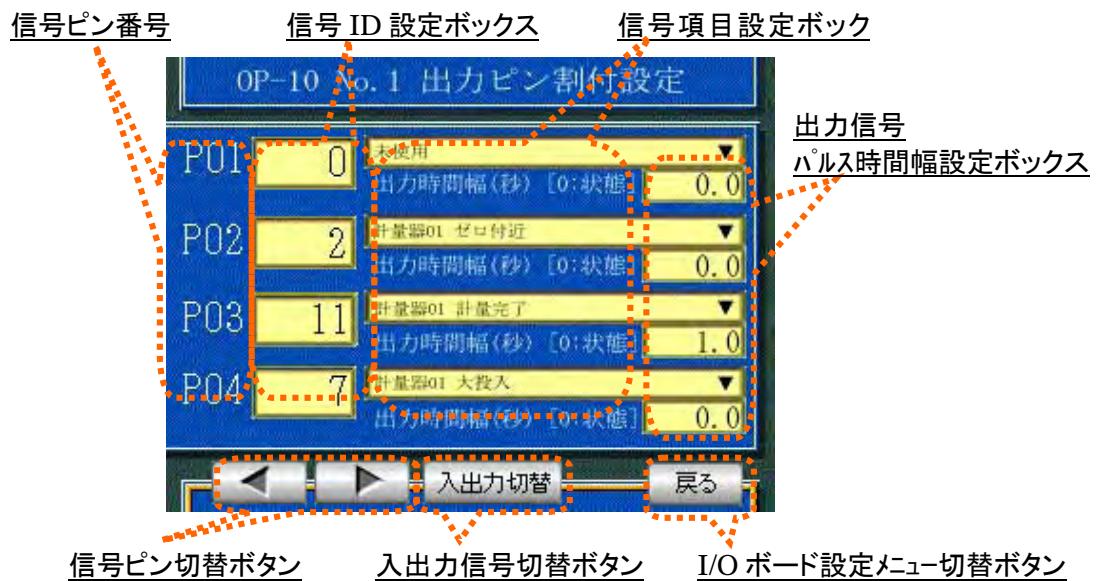 信号ピン番号
信号 ID 設定ボックス
信号項目設定ボック
OP-10 No.1 出力ピン割付設定
出力信号
パルス時間幅設定ボックス
P01 0 未使用 ▼
出力時間幅(秒) [0:状態] 0.0
P02 2 計量器01 ゼロ付近 ▼
出力時間幅(秒) [0:状態] 0.0
P03 11 計量器01 計量完了 ▼
出力時間幅(秒) [0:状態] 1.0
P04 7 計量器01 大投入 ▼
出力時間幅(秒) [0:状態] 0.0
入出力切替
戻る
信号ピン切替ボタン
入出力信号切替ボタン
I/O ボード設定メニュー切替ボタン